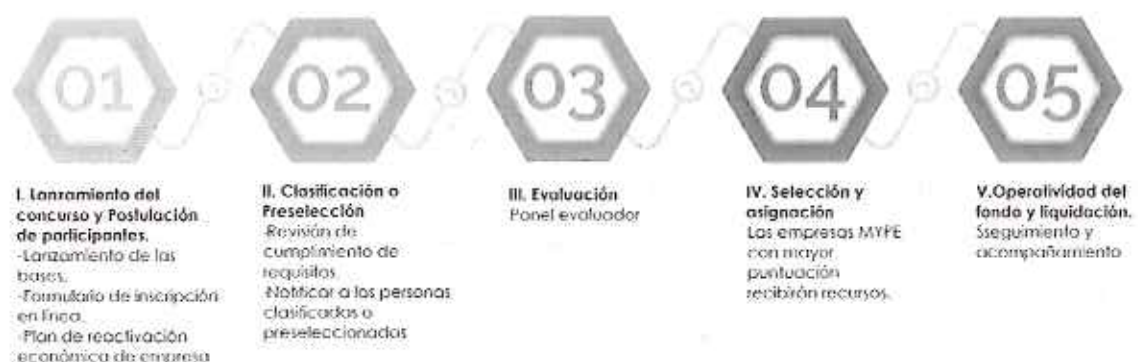 01
02
03
04
05
I. Lanzamiento del
concurso y Postulación
de participantes.
-Lanzamiento de las
bases.
-Formulario de inscripción
en línea.
-Plan de reactivación
económica de empresa
II. Clasificación o
Preselección
-Revisión de
cumplimiento de
requisitos
-Notificar a las personas
clasificadas o
preseleccionadas
III. Evaluación
Panel evaluador
IV. Selección y
asignación
Las empresas MYPE
con mayor
puntuación
recibirán recursos.
V.Operatividad del
fondo y liquidación.
Sseguimiento y
acompañamiento